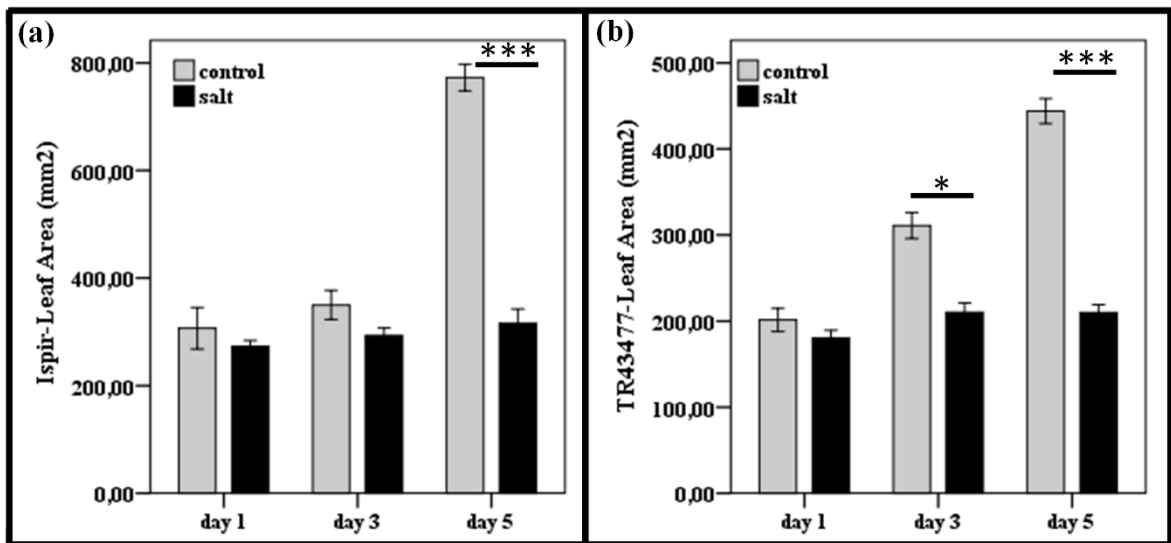 (a)
Ispir-Leaf Area (mm2)
800,00
600,00
400,00
200,00
0,00
control
salt
***
day 1
day 3
day 5
(b)
TR43477-Leaf Area (mm2)
500,00
400,00
300,00
200,00
100,00
0,00
control
salt
*
***
day 1
day 3
day 5